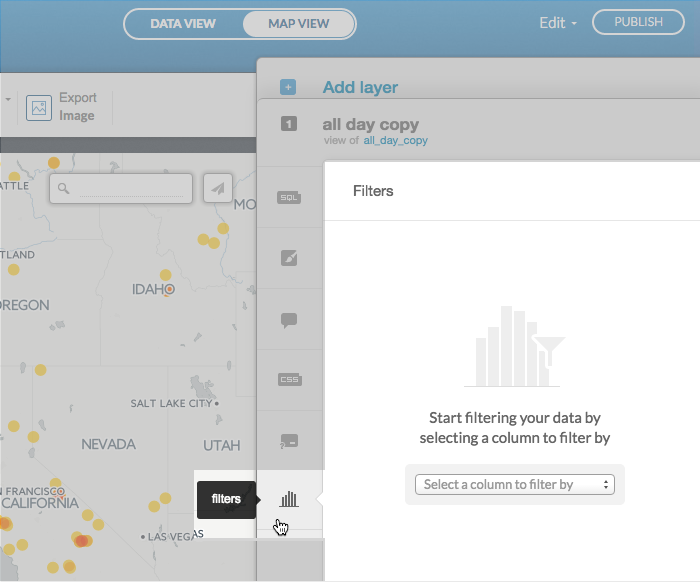 DATA VIEW
MAP VIEW
Edit
PUBLISH
Export
Image
Add layer
1
all day copy
view of all_day_copy
SQL
CSS
Filters
Start filtering your data by
selecting a column to filter by
Select a column to filter by
filters
ATTLE
MO
TLAND
IDAHO
REGON
SALT LAKE CITY
NEVADA
UTAH
N FRANCISCO
CALIFORNIA
LAS VEGAS